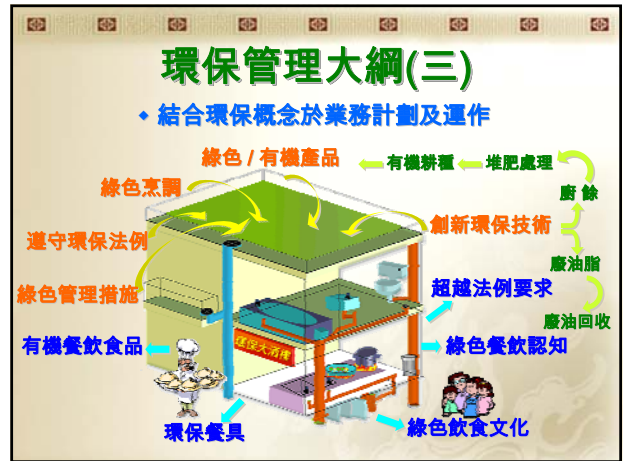 環保管理大綱(三)
結合環保概念於業務計劃及運作
綠色 / 有機產品
有機耕種
堆肥處理
綠色烹調
廚 餘
遵守環保法例
創新環保技術
廢油脂
綠色管理措施
超越法例要求
廢油回收
有機餐飲食品
環保大酒樓
綠色餐飲認知
環保餐具
綠色飲食文化